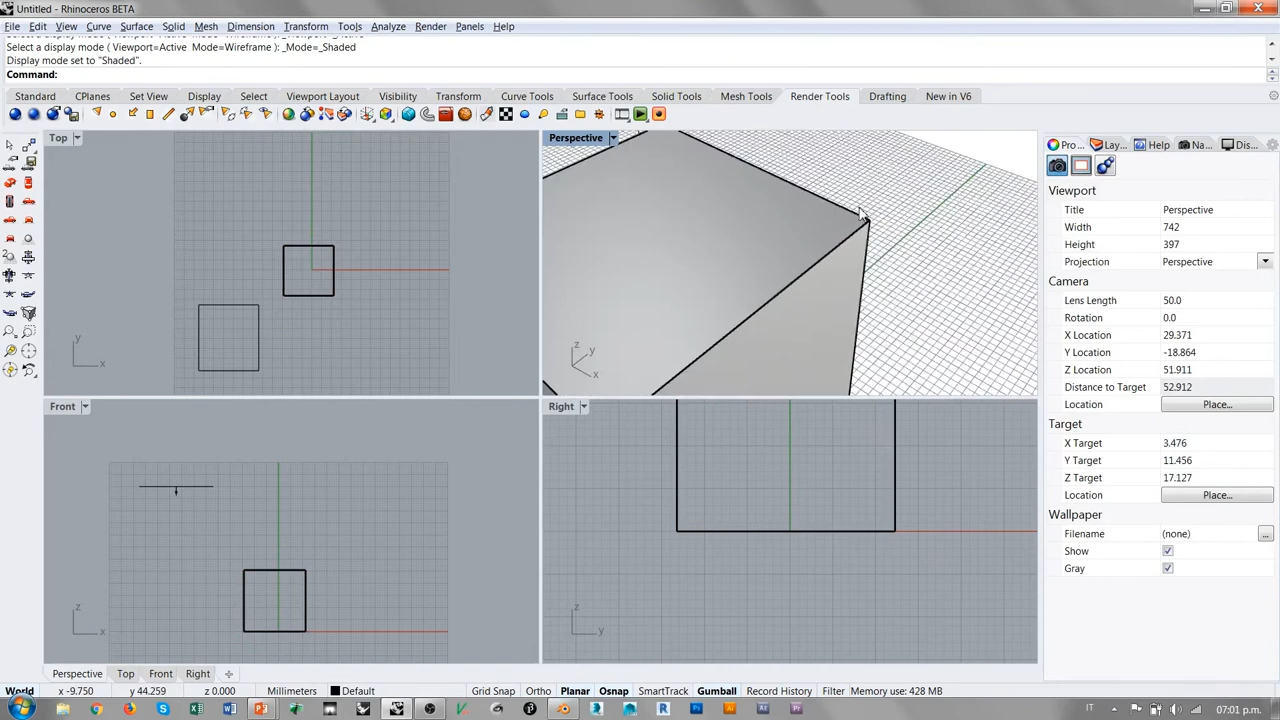 Untitled - Rhinoceros BETA
File Edit View Curve Surface Solid Mesh Dimension Transform Tools Analyze Render Panels Help
Select a display mode ( Viewport=Active Mode=Wireframe ): _Mode=_Shaded
Display mode set to "Shaded".
Command:
Standard CPlanes Set View Display Select Viewport Layout Visibility Transform Curve Tools Surface Tools Solid Tools Mesh Tools Render Tools Drafting New in V6
Top
Perspective
Pro... Lay... Help Na... Dis...
Viewport
Title Perspective
Width 742
Height 397
Projection Perspective
Camera
Lens Length 50.0
Rotation 0.0
X Location 29.371
Y Location -18.864
Z Location 51.911
Distance to Target 52.912
Location Place...
Target
X Target 3.476
Y Target 11.456
Z Target 17.127
Location Place...
Wallpaper
Filename (none) ...
Show
Gray
y
x
z
y
x
Front
Right
z
x
z
y
Perspective Top Front Right
World x -9.750 y 44.259 z 0.000 Millimeters Default Grid Snap Ortho Planar Osnap SmartTrack Gumball Record History Filter Memory use: 428 MB
IT 07:01 p.m.